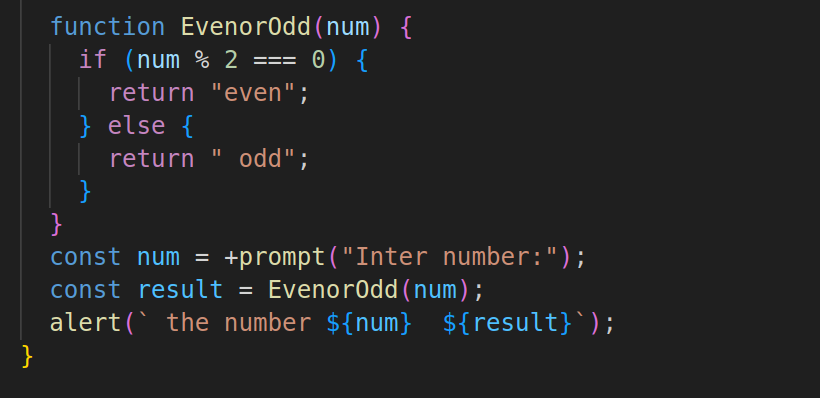 function EvenorOdd(num) {
if (num % 2 === 0) {
return "even";
} else {
return " odd";
}
}
const num = +prompt("Inter number:");
const result = EvenorOdd(num);
alert(` the number ${num}  ${result}`);
}